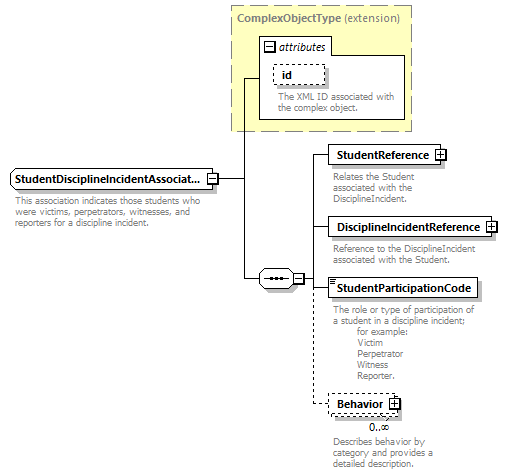 ComplexObjectType (extension)
attributes
id
The XML ID associated with
the complex object.
StudentDisciplineIncidentAssociat...
This association indicates those students who
were victims, perpetrators, witnesses, and
reporters for a discipline incident.
StudentReference
Relates the Student
associated with the
DisciplineIncident.
DisciplineIncidentReference
Reference to the DisciplineIncident
associated with the Student.
StudentParticipationCode
The role or type of participation of
a student in a discipline incident;
for example:
Victim
Perpetrator
Witness
Reporter.
Behavior
0..∞
Describes behavior by
category and provides a
detailed description.